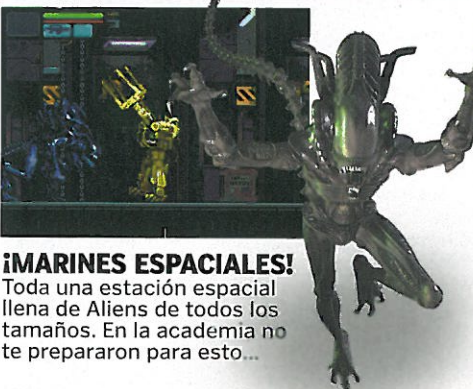 ¡MARINES ESPACIALES!
Toda una estación espacial
llena de Aliens de todos los
tamaños. En la academia no
te prepararon para esto...